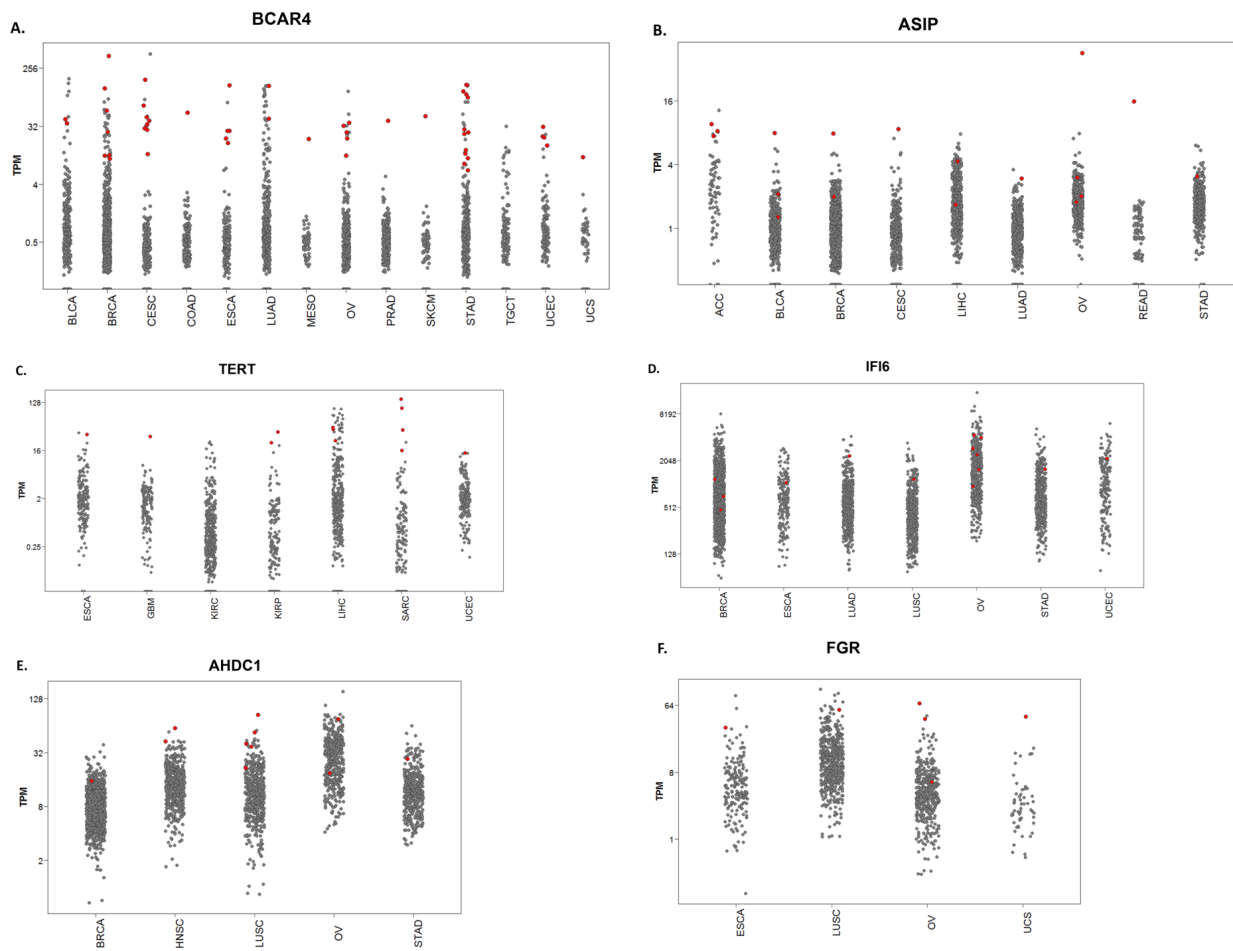 A.
BCAR4
TPM
256
32
4
0.5
BLCA
BRCA
CESC
COAD
ESCA
LUAD
MESO
OV
PRAD
SKCM
STAD
TGCT
UCEC
UCS
B.
ASIP
TPM
16
4
1
ACC
BLCA
BRCA
CESC
LIHC
LUAD
OV
READ
STAD
C.
TERT
TPM
128
16
2
0.25
ESCA
GBM
KIRC
KIRP
LIHC
SARC
UCEC
D.
IFI6
TPM
8192
2048
512
128
BRCA
ESCA
LUAD
LUSC
OV
STAD
UCEC
E.
AHDC1
TPM
128
32
8
2
BRCA
HNSC
LUSC
OV
STAD
F.
FGR
TPM
64
8
1
ESCA
LUSC
OV
UCS